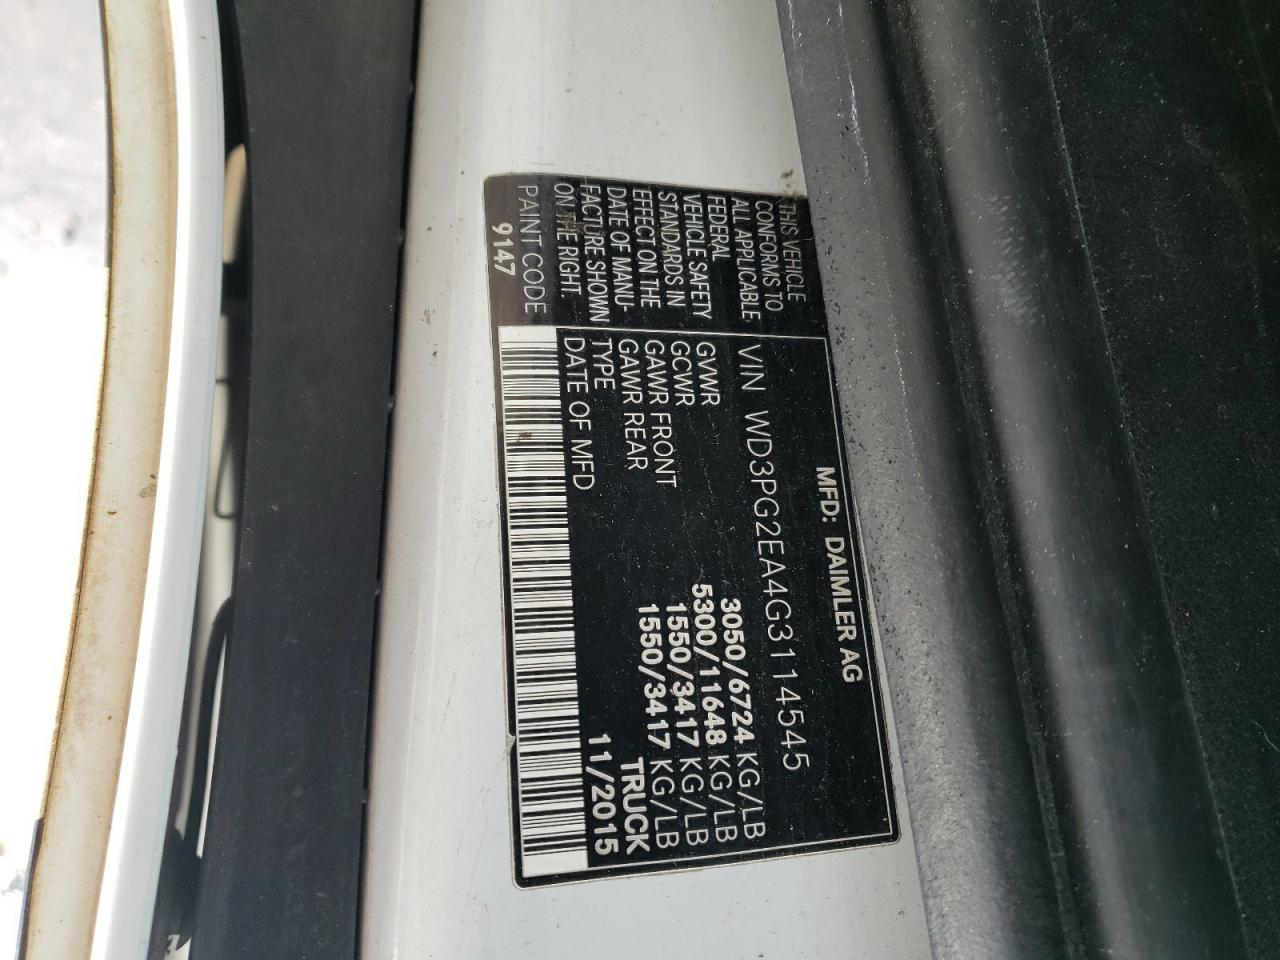 MFD: DAIMLER AG
THIS VEHICLE
CONFORMS TO
ALL APPLICABLE
FEDERAL
VEHICLE SAFETY
STANDARDS IN
EFFECT ON THE
DATE OF MANU-
FACTURE SHOWN
ON THE RIGHT.
PAINT CODE
9147
VIN WD3PG2EA4G3114545
GVWR 3050/6724 KG/LB
GCWR 5300/11648 KG/LB
GAWR FRONT 1550/3417 KG/LB
GAWR REAR 1550/3417 KG/LB
TYPE TRUCK
DATE OF MFD 11/2015